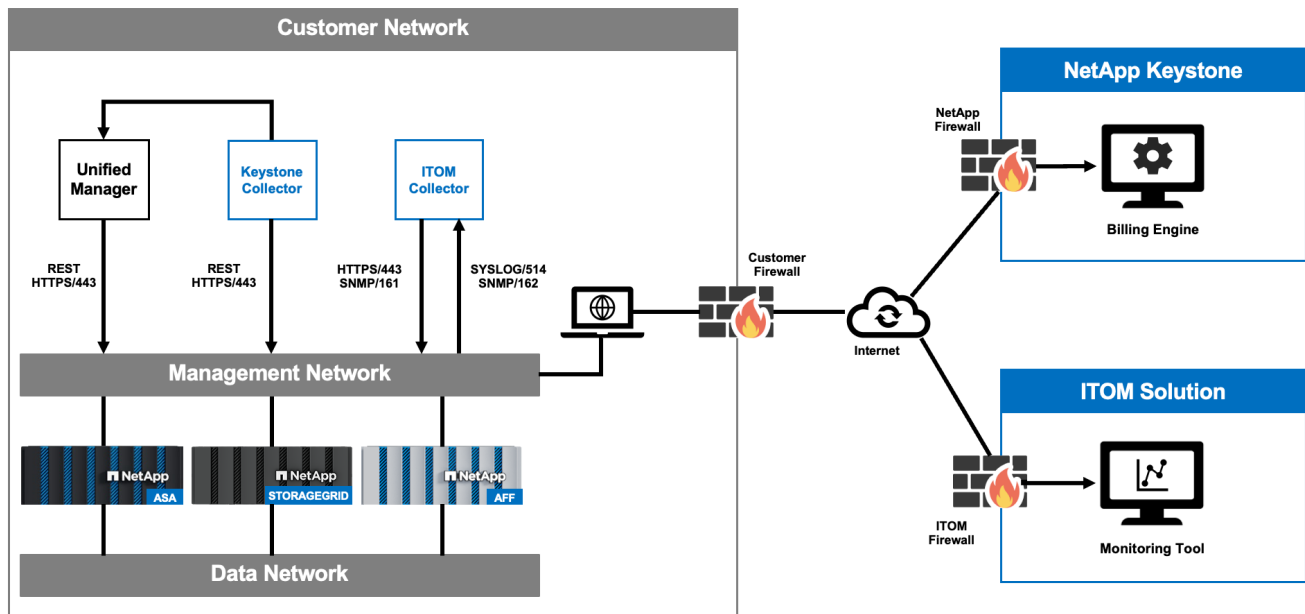 Customer Network
NetApp Keystone
NetApp
Firewall
Unified
Manager
Keystone
Collector
ITOM
Collector
Billing Engine
REST
HTTPS/443
REST
HTTPS/443
HTTPS/443
SNMP/161
SYSLOG/514
SNMP/162
Customer
Firewall
Internet
Management Network
ITOM Solution
NetApp
ASA
NetApp
STORAGEGRID
NetApp
AFF
ITOM
Firewall
Monitoring Tool
Data Network